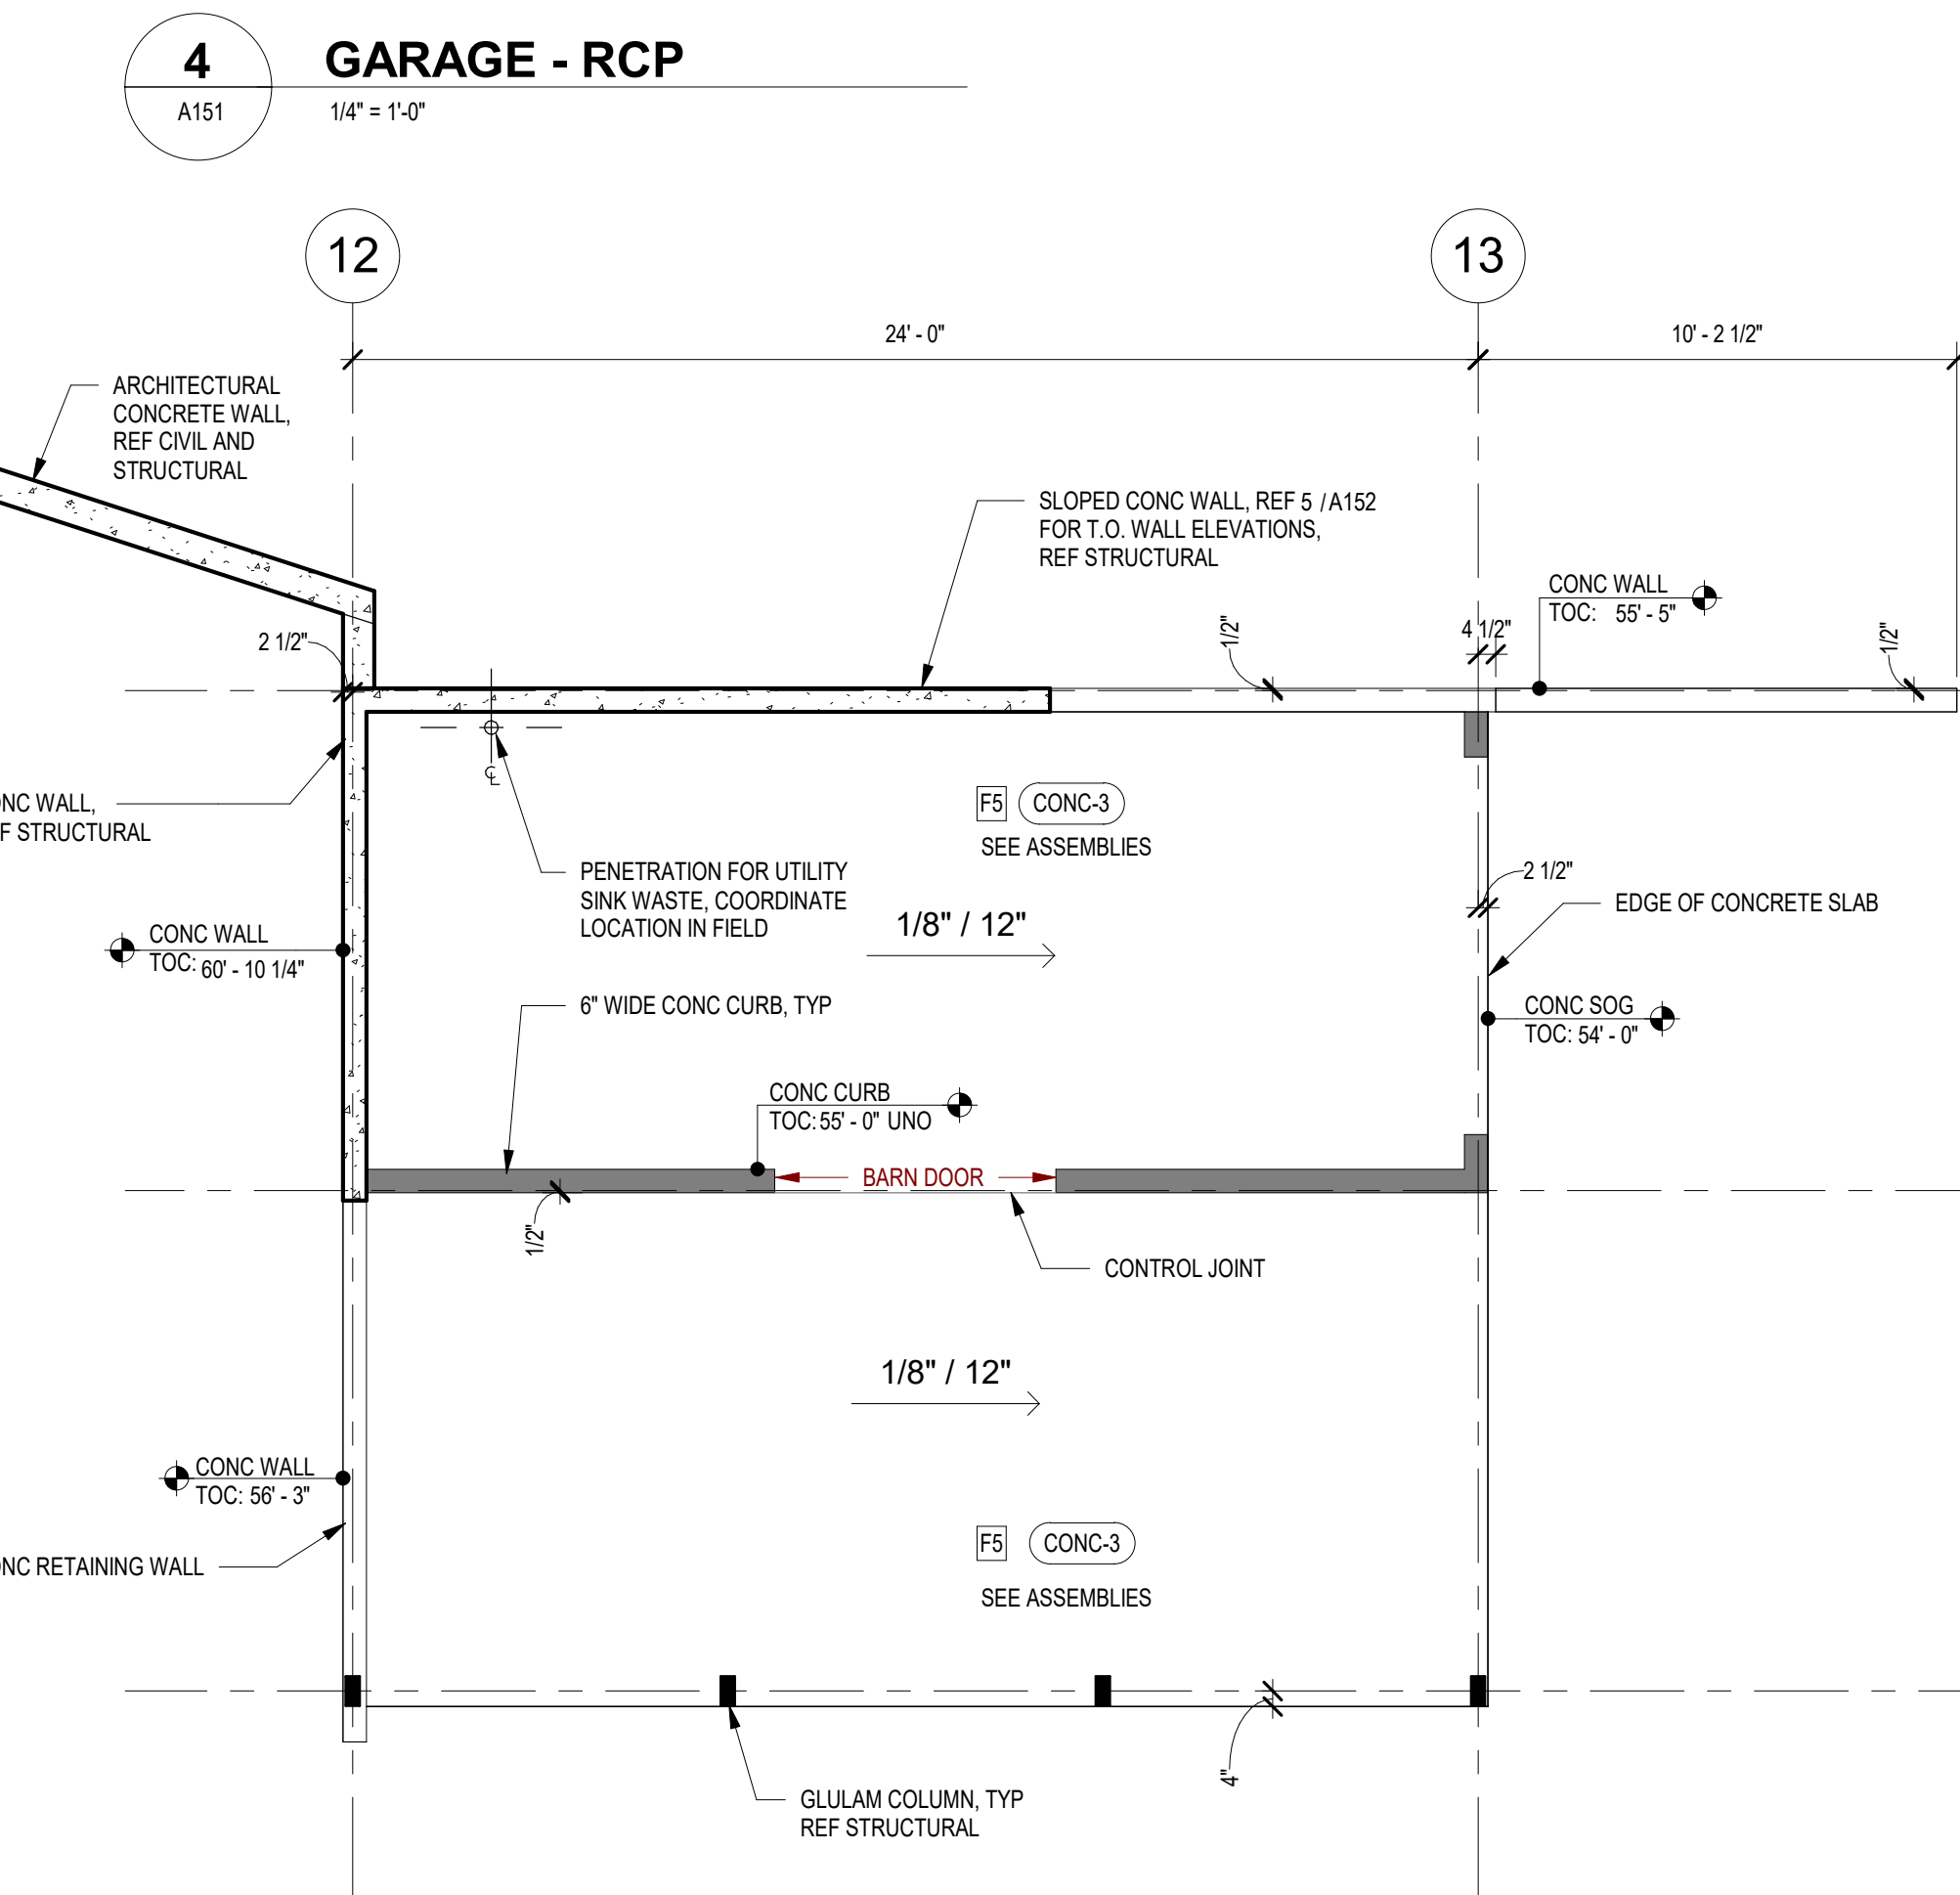 4
GARAGE - RCP
A151
1/4" = 1'-0"
12
13
24' - 0"
10' - 2 1/2"
ARCHITECTURAL
CONCRETE WALL,
REF CIVIL AND
STRUCTURAL
SLOPED CONC WALL, REF 5 / A152
FOR T.O. WALL ELEVATIONS,
REF STRUCTURAL
CONC WALL
TOC: 55' - 5"
2 1/2"
1/2"
4 1/2"
1/2"
NC WALL,
F STRUCTURAL
F5 CONC-3
SEE ASSEMBLIES
PENETRATION FOR UTILITY
SINK WASTE, COORDINATE
LOCATION IN FIELD
2 1/2"
EDGE OF CONCRETE SLAB
1/8" / 12"
CONC WALL
TOC: 60' - 10 1/4"
6" WIDE CONC CURB, TYP
CONC SOG
TOC: 54' - 0"
CONC CURB
TOC: 55' - 0" UNO
BARN DOOR
1/2"
CONTROL JOINT
1/8" / 12"
CONC WALL
TOC: 56' - 3"
NC RETAINING WALL
F5 CONC-3
SEE ASSEMBLIES
4"
GLULAM COLUMN, TYP
REF STRUCTURAL